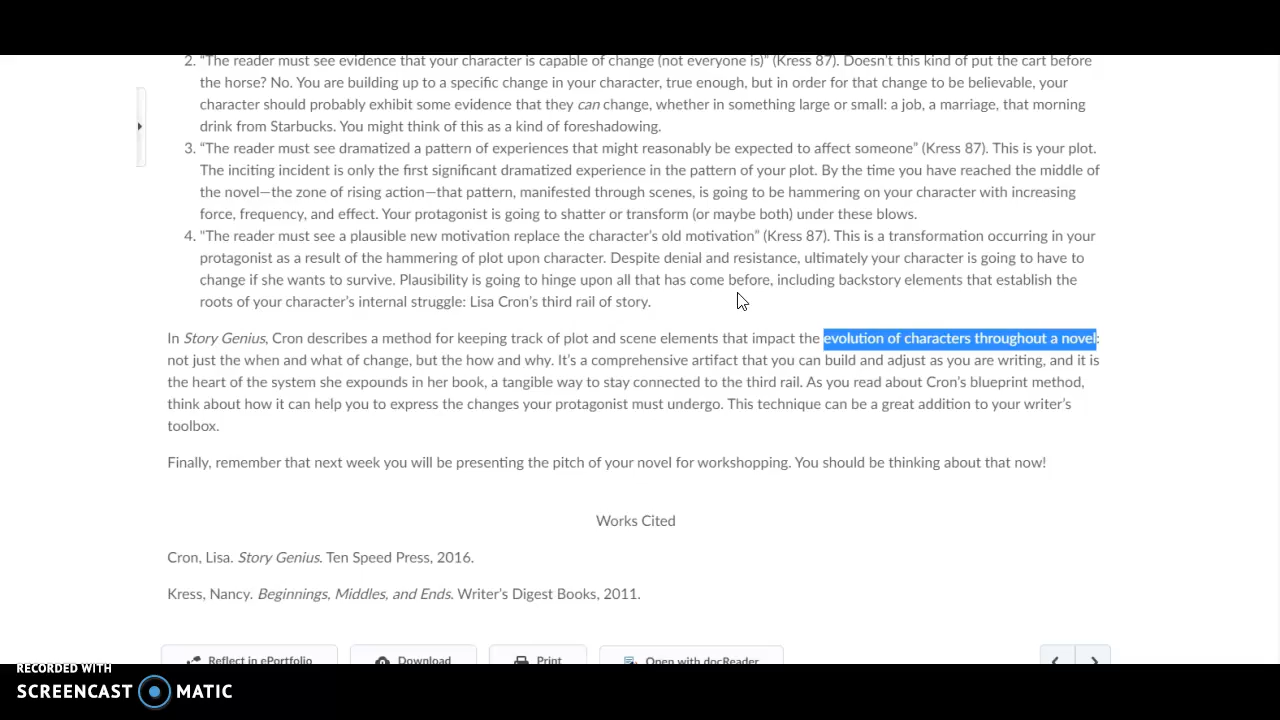 2. “The reader must see evidence that your character is capable of change (not everyone is)” (Kress 87). Doesn’t this kind of put the cart before
the horse? No. You are building up to a specific change in your character, true enough, but in order for that change to be believable, your
character should probably exhibit some evidence that they can change, whether in something large or small: a job, a marriage, that morning
drink from Starbucks. You might think of this as a kind of foreshadowing.
3. “The reader must see dramatized a pattern of experiences that might reasonably be expected to affect someone” (Kress 87). This is your plot.
The inciting incident is only the first significant dramatized experience in the pattern of your plot. By the time you have reached the middle of
the novel—the zone of rising action—that pattern, manifested through scenes, is going to be hammering on your character with increasing
force, frequency, and effect. Your protagonist is going to shatter or transform (or maybe both) under these blows.
4. “The reader must see a plausible new motivation replace the character’s old motivation” (Kress 87). This is a transformation occurring in your
protagonist as a result of the hammering of plot upon character. Despite denial and resistance, ultimately your character is going to have to
change if she wants to survive. Plausibility is going to hinge upon all that has come before, including backstory elements that establish the
roots of your character’s internal struggle: Lisa Cron’s third rail of story.
In Story Genius, Cron describes a method for keeping track of plot and scene elements that impact the evolution of characters throughout a novel:
not just the when and what of change, but the how and why. It’s a comprehensive artifact that you can build and adjust as you are writing, and it is
the heart of the system she expounds in her book, a tangible way to stay connected to the third rail. As you read about Cron’s blueprint method,
think about how it can help you to express the changes your protagonist must undergo. This technique can be a great addition to your writer’s
toolbox.
Finally, remember that next week you will be presenting the pitch of your novel for workshopping. You should be thinking about that now!
Works Cited
Cron, Lisa. Story Genius. Ten Speed Press, 2016.
Kress, Nancy. Beginnings, Middles, and Ends. Writer’s Digest Books, 2011.
Reflect in ePortfolio Download Print Open with docReader
RECORDED WITH
SCREENCAST MATIC